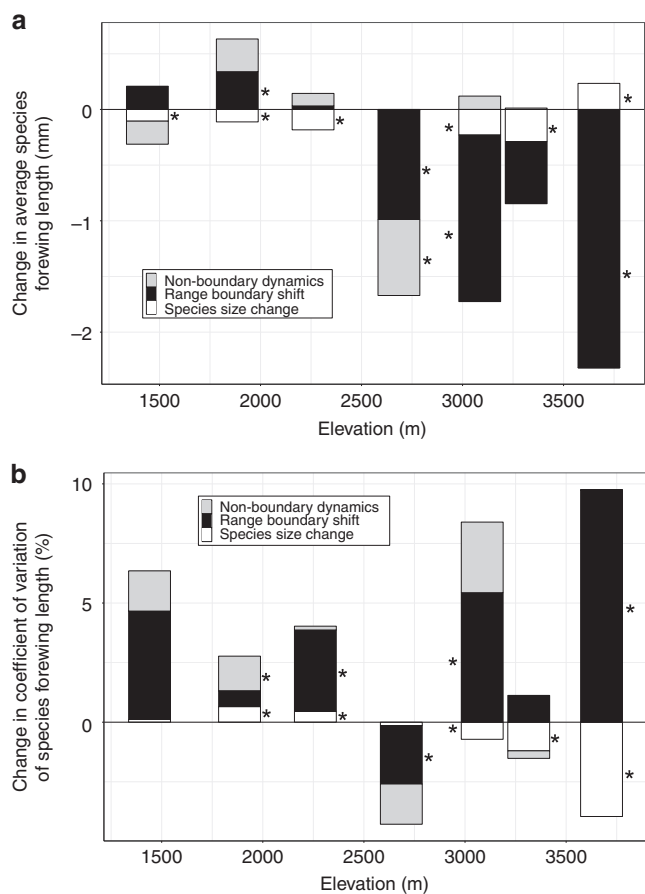 a
Change in average species
forewing length (mm)
0
−1
−2
*
*
*
*
*
*
*
*
*
*
*
Non-boundary dynamics
Range boundary shift
Species size change
1500
2000
2500
3000
3500
Elevation (m)
b
Change in coefficient of variation
of species forewing length (%)
10
5
0
Non-boundary dynamics
Range boundary shift
Species size change
*
*
*
*
*
*
*
*
*
*
1500
2000
2500
3000
3500
Elevation (m)